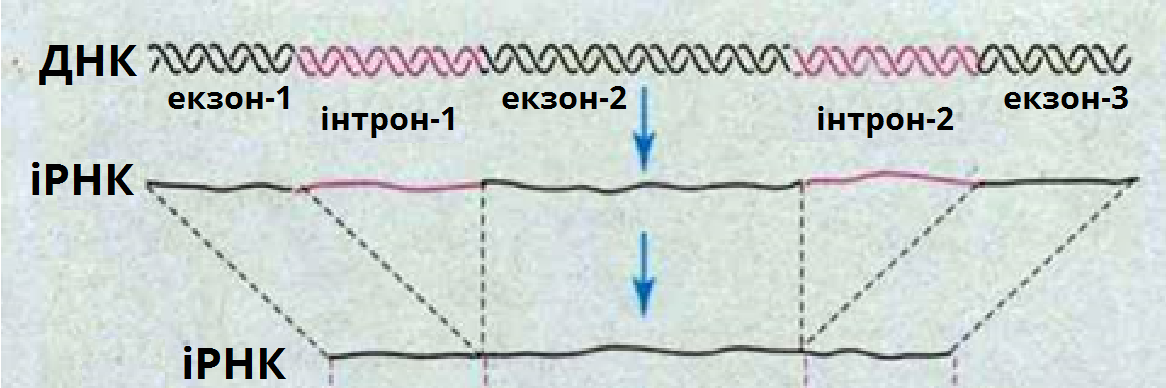 ДНК
екзон-1
інтрон-1
екзон-2
інтрон-2
екзон-3
іРНК
іРНК